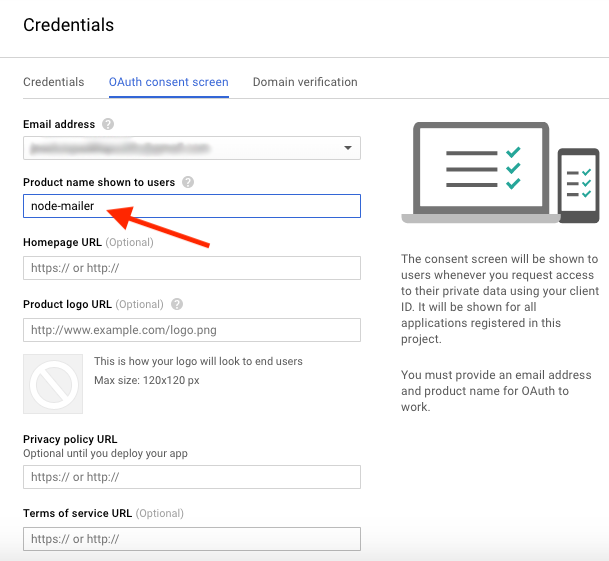 Credentials
Credentials OAuth consent screen Domain verification
Email address ?
Product name shown to users ?
node-mailer
Homepage URL (Optional)
https:// or http://
Product logo URL (Optional) ?
http://www.example.com/logo.png
This is how your logo will look to end users
Max size: 120x120 px
Privacy policy URL
Optional until you deploy your app
https:// or http://
Terms of service URL (Optional)
https:// or http://
The consent screen will be shown to
users whenever you request access
to their private data using your client
ID. It will be shown for all
applications registered in this
project.
You must provide an email address
and product name for OAuth to
work.